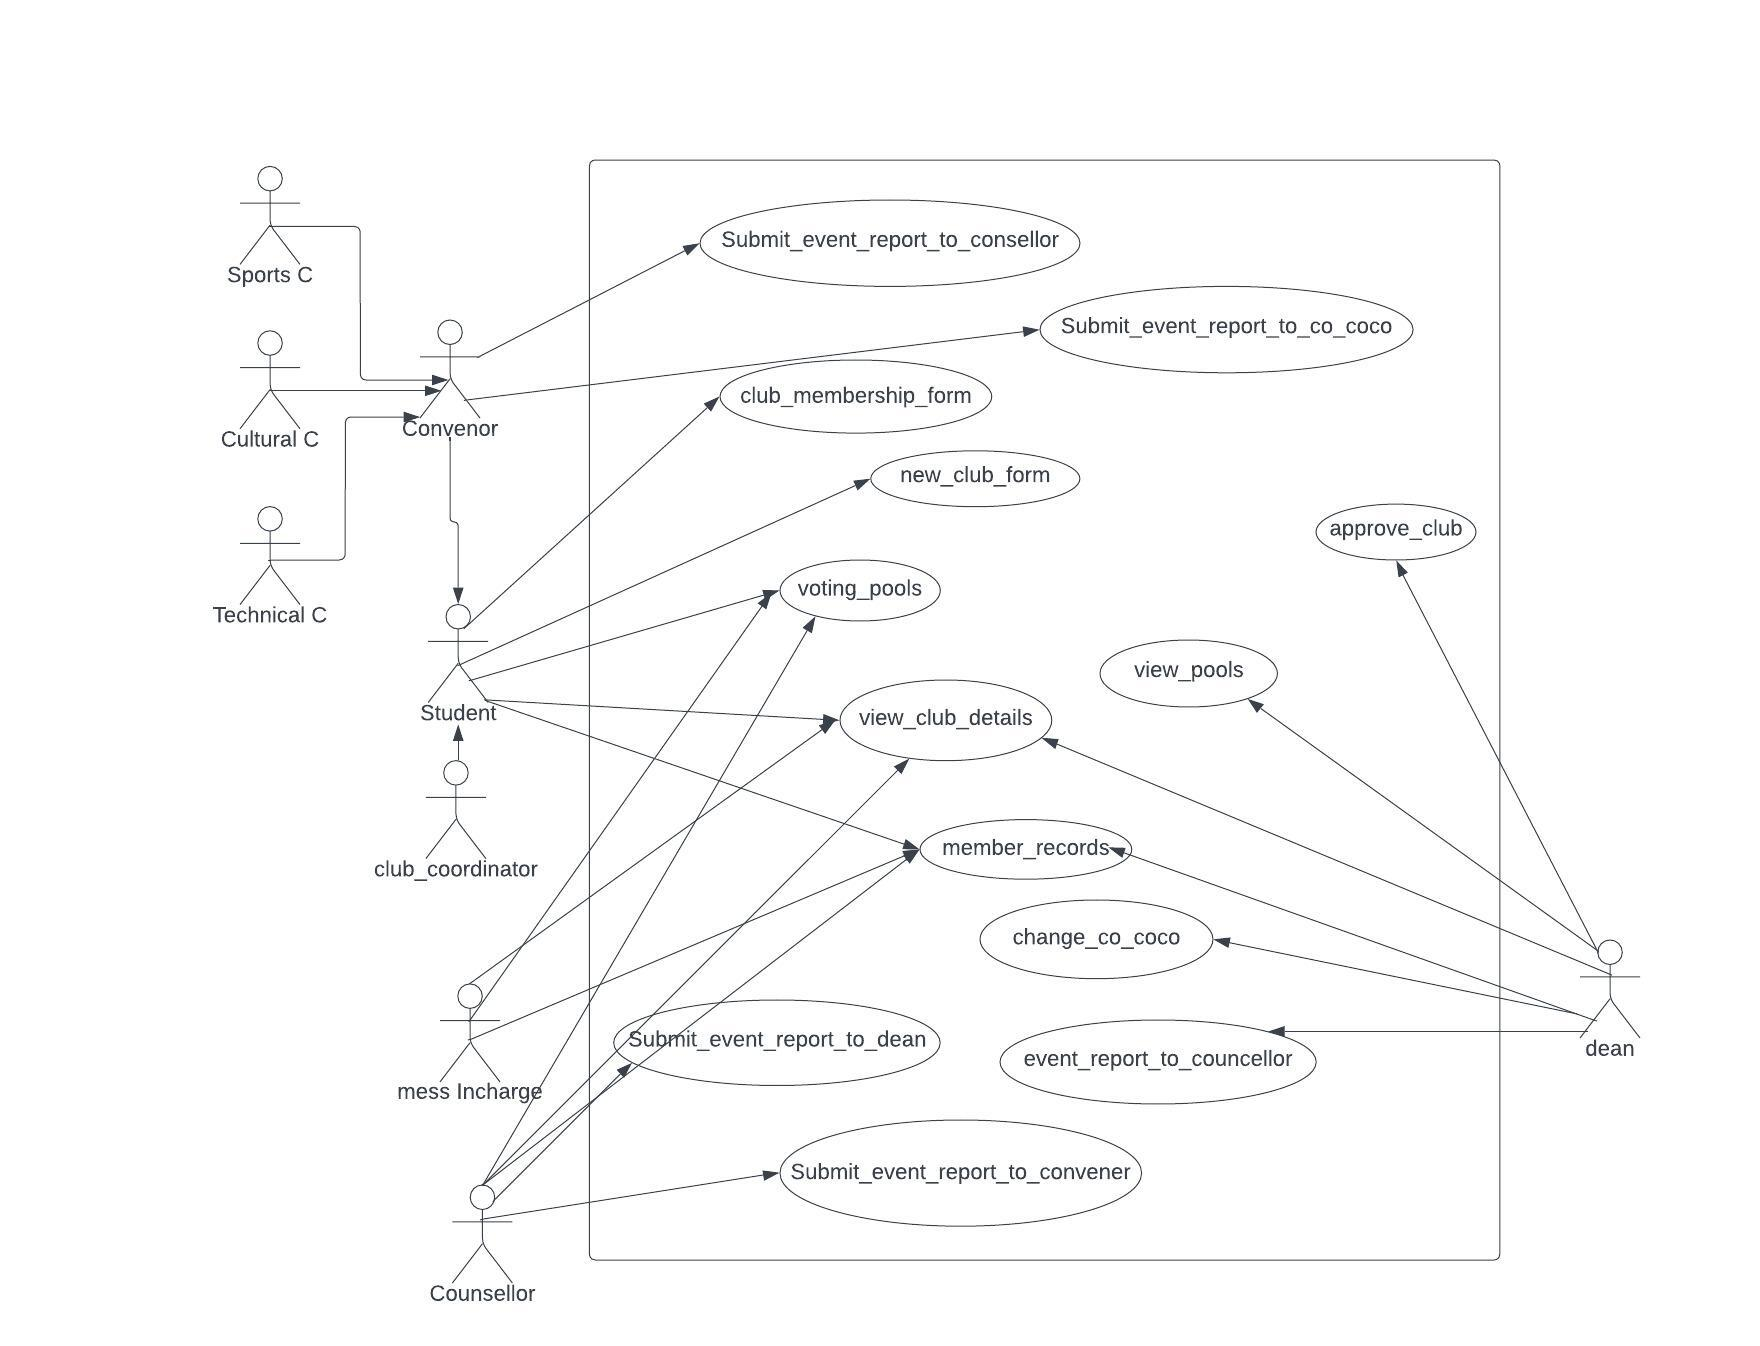 Submit_event_report_to_consellor
Sports C
Submit_event_report_to_co_coco
club_membership_form
Convenor
Cultural C
new_club_form
approve_club
voting_pools
Technical C
view_pools
Student
view_club_details
member_records
club_coordinator
change_co_coco
Submit_event_report_to_dean
dean
event_report_to_councellor
mess Incharge
Submit_event_report_to_convener
Counsellor